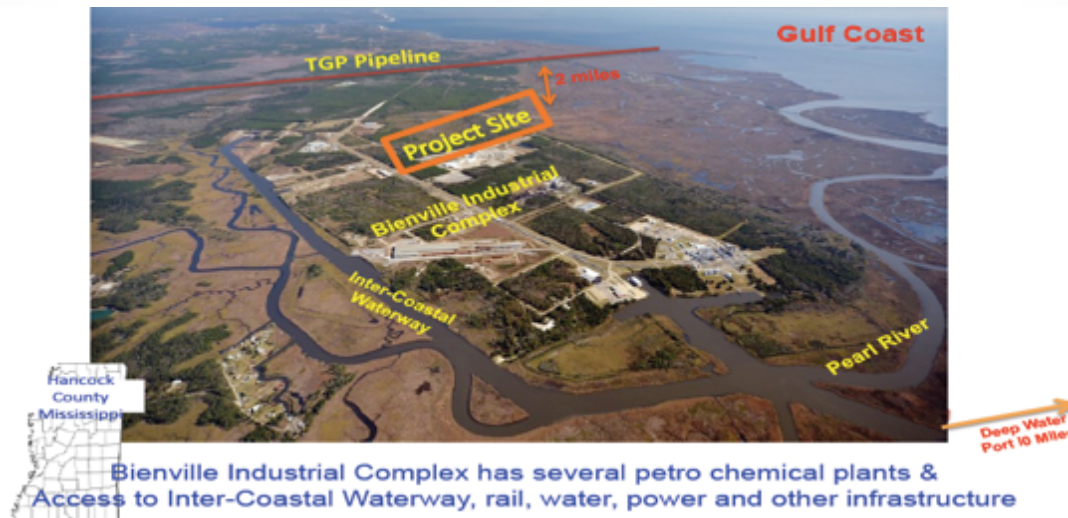 Gulf Coast
TGP Pipeline
2 miles
Project Site
Bienville Industrial
Complex
Inter-Coastal
Waterway
Pearl River
Hancock
County
Mississippi
Deep Water
Port 10 Miles
Bienville Industrial Complex has several petro chemical plants &
Access to Inter-Coastal Waterway, rail, water, power and other infrastructure